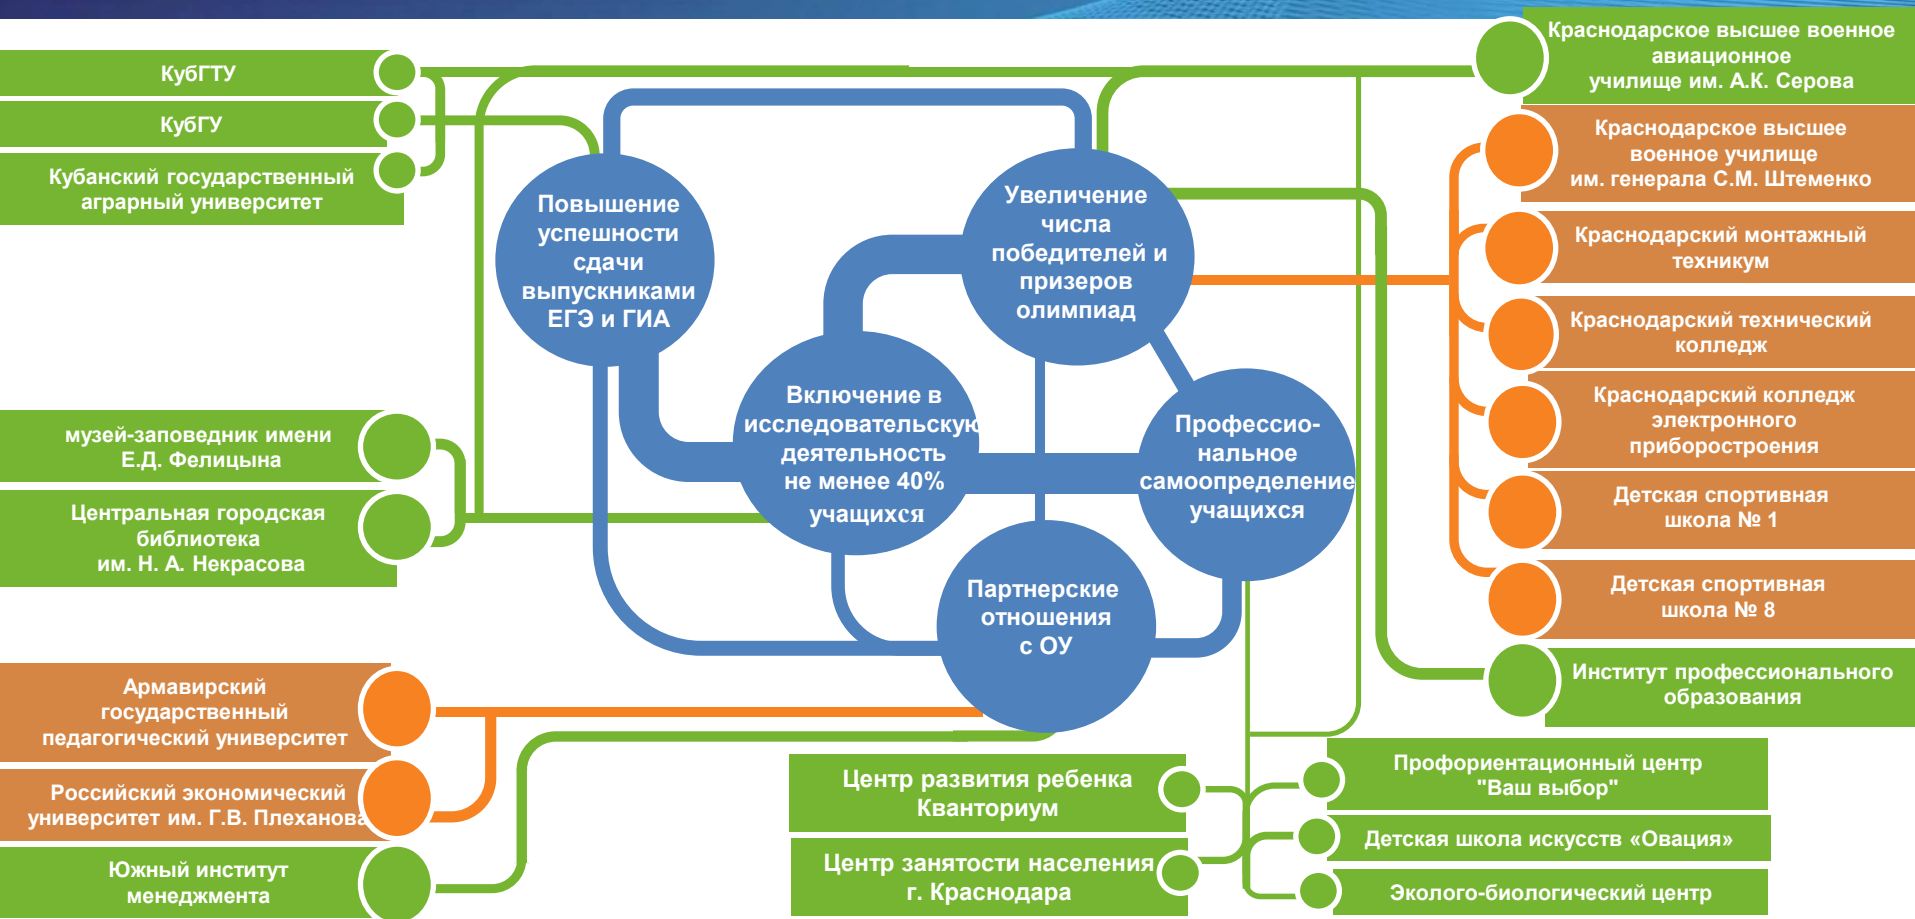 КубГТУ
КубГУ
Кубанский государственный
аграрный университет
музей-заповедник имени
Е.Д. Фелицына
Центральная городская
библиотека
им. Н. А. Некрасова
Армавирский
государственный
педагогический университет
Российский экономический
университет им. Г.В. Плеханова
Южный институт
менеджмента
Повышение
успешности
сдачи
выпускниками
ЕГЭ и ГИА
Увеличение
числа
победителей и
призеров
олимпиад
Включение в
исследовательскую
деятельность
не менее 40%
учащихся
Профессио-
нальное
самоопределение
учащихся
Партнерские
отношения
с ОУ
Центр развития ребенка
Кванториум
Центр занятости населения
г. Краснодара
Профориентационный центр
"Ваш выбор"
Детская школа искусств «Овация»
Эколого-биологический центр
Краснодарское высшее военное
авиационное
училище им. А.К. Серова
Краснодарское высшее
военное училище
им. генерала С.М. Штеменко
Краснодарский монтажный
техникум
Краснодарский технический
колледж
Краснодарский колледж
электронного
приборостроения
Детская спортивная
школа № 1
Детская спортивная
школа № 8
Институт профессионального
образования